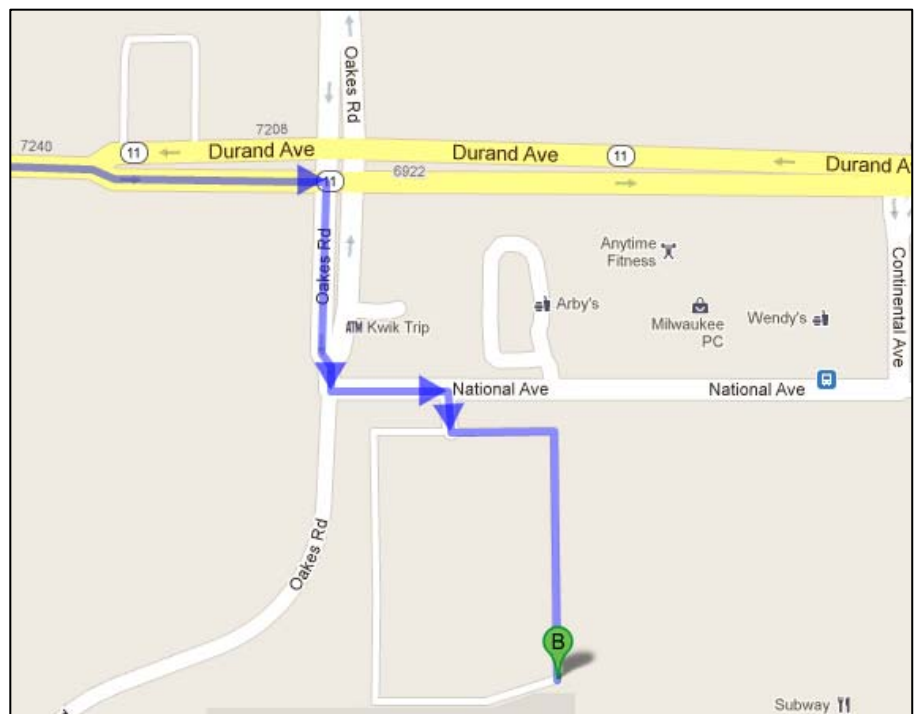 Oakes Rd
7240
11
7208
Durand Ave
Durand Ave
11
Durand A
11
6922
Oakes Rd
Anytime
Fitness
Continental Ave
Arby's
Milwaukee
PC
Wendy's
ATM Kwik Trip
National Ave
National Ave
Oakes Rd
B
Subway